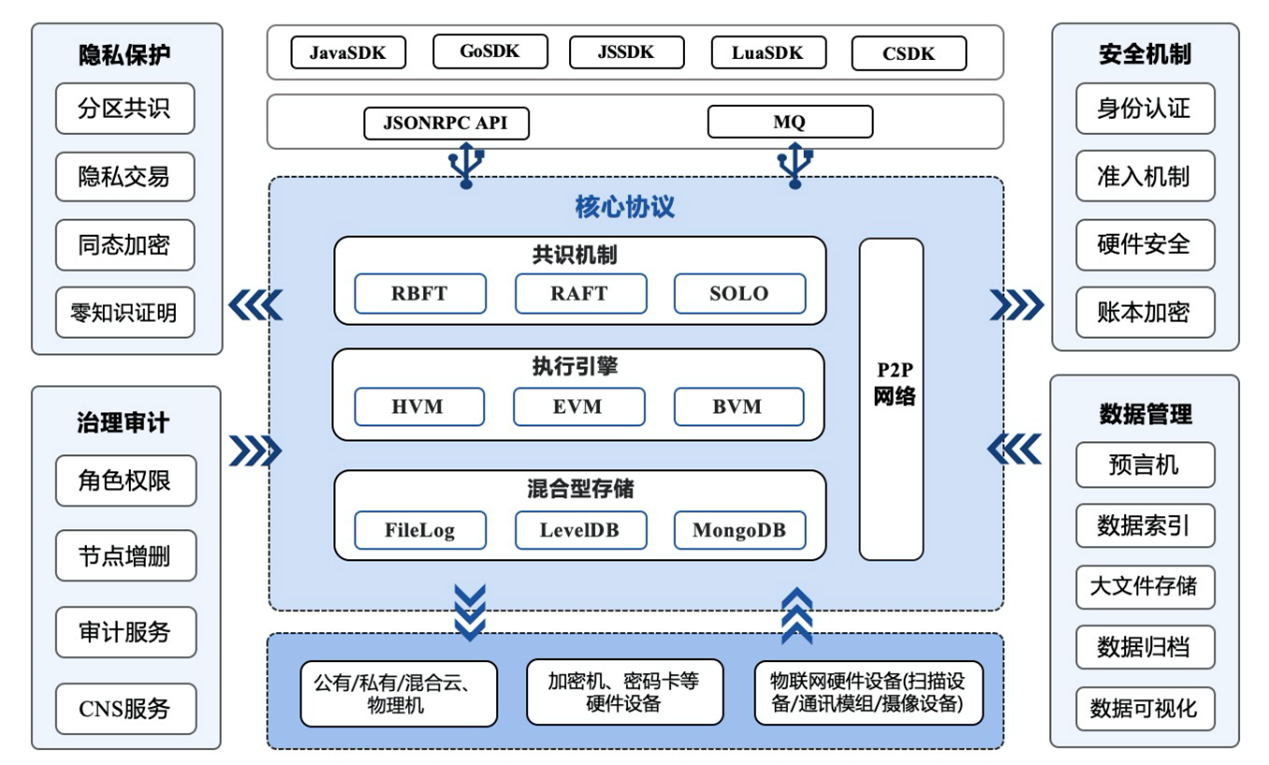 隐私保护
分区共识
隐私交易
同态加密
零知识证明
治理审计
角色权限
节点增删
审计服务
CNS服务
JavaSDK
GoSDK
JSSDK
LuaSDK
CSDK
JSONRPC API
MQ
核心协议
共识机制
RBFT
RAFT
SOLO
执行引擎
HVM
EVM
BVM
混合型存储
FileLog
LevelDB
MongoDB
P2P
网络
公有/私有/混合云、
物理机
加密机、密码卡等
硬件设备
物联网硬件设备(扫描设
备/通讯模组/摄像设备)
安全机制
身份认证
准入机制
硬件安全
账本加密
数据管理
预言机
数据索引
大文件存储
数据归档
数据可视化